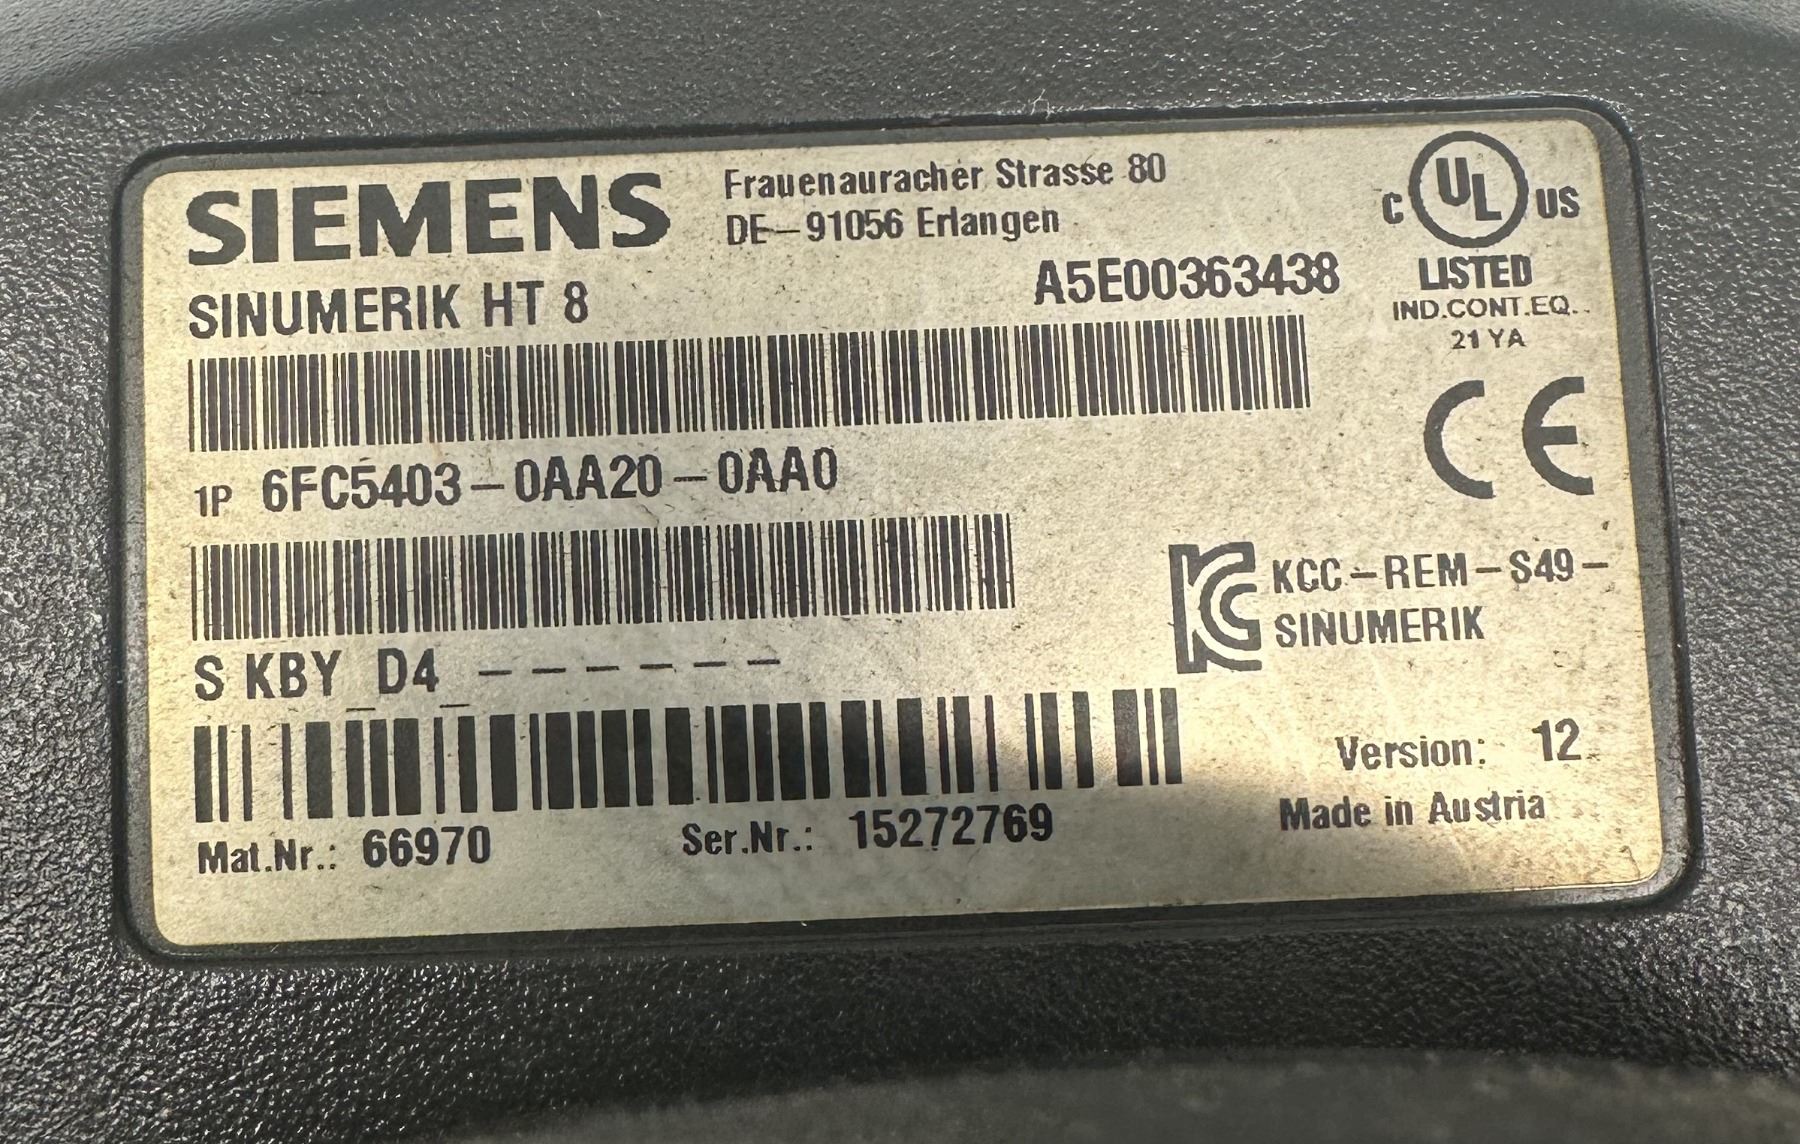 SIEMENS
Frauenauracher Strasse 80
DE-91056 Erlangen
C UL US
LISTED
IND.CONT.EQ.
21 YA
SINUMERIK HT 8
A5E00363438
CE
1P 6FC5403-0AA20-0AA0
KCC-REM-S49-
SINUMERIK
S KBY_D4_------
Version: 12
Made in Austria
Mat.Nr.: 66970 Ser.Nr.: 15272769